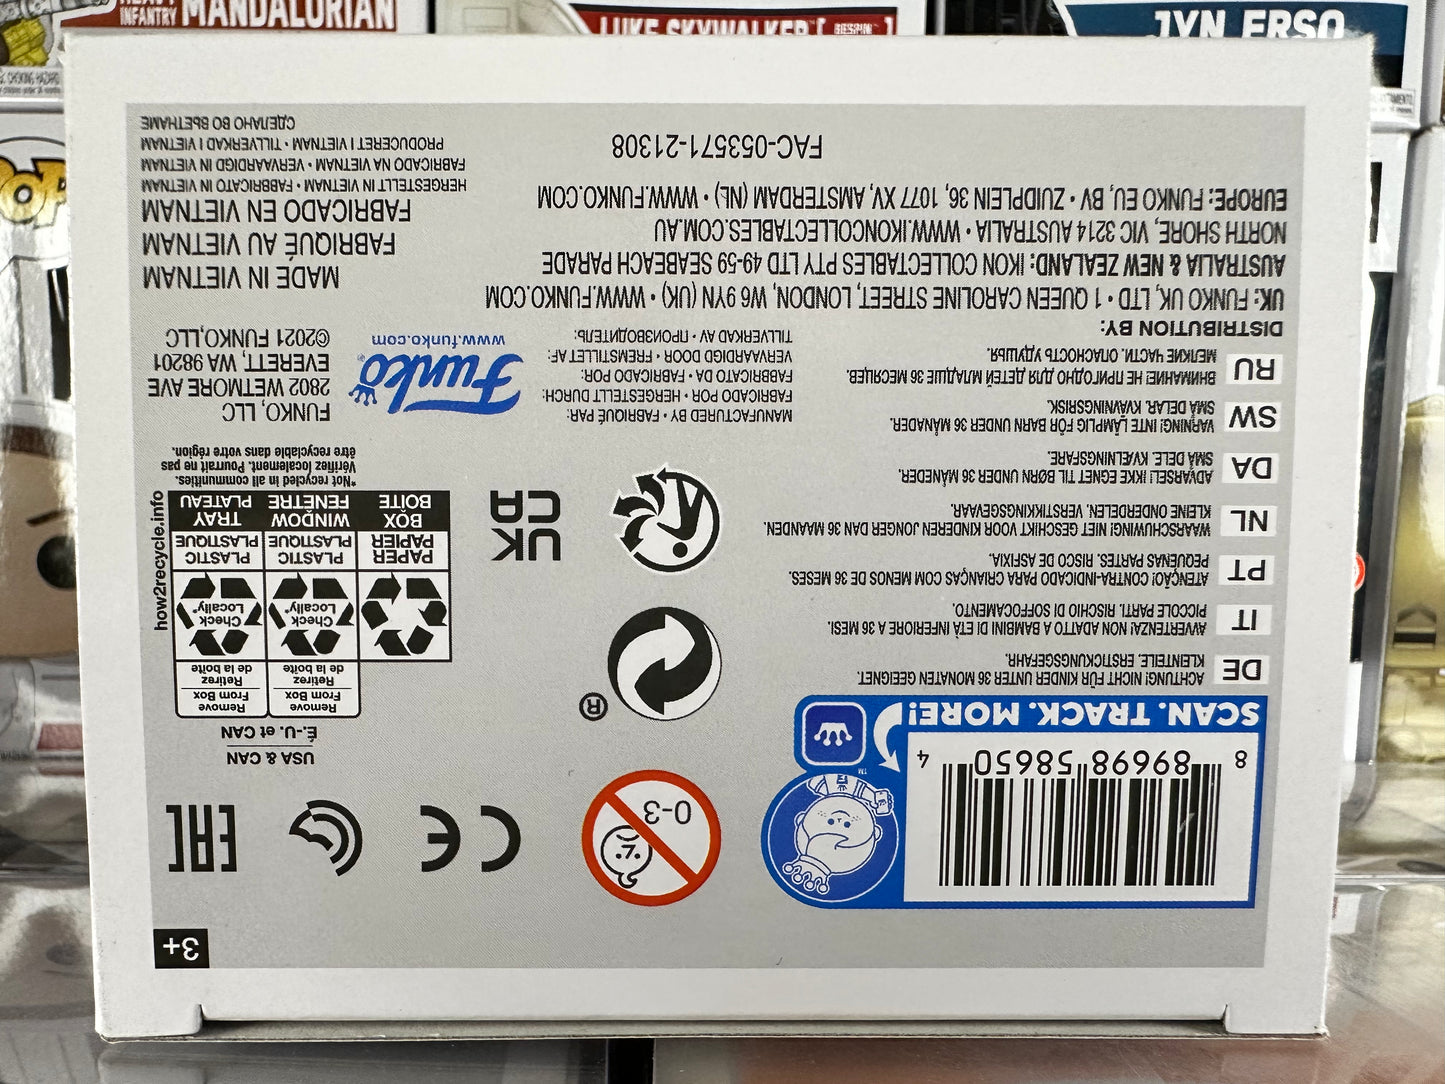 HEAVY
INFANTRY MANDALORIAN
LUKE SKYWALKER [BESPIN]
JYN ERSO
POP
3+
8 89698 58650 4
SCAN. TRACK. MORE!
™
0-3
CE
EAC
USA & CAN
É.-U. et CAN
Remove
From Box
Retirez
de la boîte
Remove
From Box
Retirez
de la boîte
Check
Locally*
Check
Locally*
PAPER
PAPIER
BOX
BOÎTE
PLASTIC
PLASTIQUE
WINDOW
FENÊTRE
PLASTIC
PLASTIQUE
TRAY
PLATEAU
how2recycle.info
*Not recycled in all communities.
Vérifiez localement. Pourrait ne pas
être recyclable dans votre région.
®
UK
CA
DE
ACHTUNG! NICHT FÜR KINDER UNTER 36 MONATEN GEEIGNET
KLEINTEILE. ERSTICKUNGSGEFAHR.
IT
AVVERTENZA! NON ADATTO A BAMBINI DI ETÀ INFERIORE A 36 MESI.
PICCOLE PARTI. RISCHIO DI SOFFOCAMENTO.
PT
ATENÇÃO! CONTRA-INDICADO PARA CRIANÇAS COM MENOS DE 36 MESES.
PEQUENAS PARTES. RISCO DE ASFIXIA.
NL
WAARSCHUWING! NIET GESCHIKT VOOR KINDEREN JONGER DAN 36 MAANDEN.
KLEINE ONDERDELEN. VERSTIKKINGSGEVAAR.
DA
ADVARSEL! IKKE EGNET TIL BØRN UNDER 36 MÅNEDER.
SMÅ DELE. KVÆLNINGSFARE.
SW
VARNING! INTE LÄMPLIG FÖR BARN UNDER 36 MÅNADER.
SMÅ DELAR. KVÄVNINGSRISK.
RU
ВНИМАНИЕ! НЕ ПРИГОДНО ДЛЯ ДЕТЕЙ МЛАДШЕ 36 МЕСЯЦЕВ.
МЕЛКИЕ ЧАСТИ. ОПАСНОСТЬ УДУШЬЯ.
MANUFACTURED BY • FABRIQUÉ PAR:
FABRICADO POR • HERGESTELLT DURCH:
FABBRICATO DA • FABRICADO POR:
VERVAARDIGD DOOR • FREMSTILLET AF:
TILLVERKAD AV • ПРОИЗВОДИТЕЛЬ:
Funko®
www.funko.com
FUNKO, LLC
2802 WETMORE AVE
EVERETT, WA 98201
©2021 FUNKO,LLC
DISTRIBUTION BY:
UK: FUNKO UK, LTD • 1 QUEEN CAROLINE STREET, LONDON, W6 9YN (UK) • WWW.FUNKO.COM
AUSTRALIA & NEW ZEALAND: IKON COLLECTABLES PTY LTD 49-59 SEABEACH PARADE
NORTH SHORE, VIC 3214 AUSTRALIA • WWW.IKONCOLLECTABLES.COM.AU
EUROPE: FUNKO EU, BV • ZUIDPLEIN 36, 1077 XV, AMSTERDAM (NL) • WWW.FUNKO.COM
FAC-053571-21308
MADE IN VIETNAM
FABRIQUÉ AU VIETNAM
FABRICADO EN VIETNAM
HERGESTELLT IN VIETNAM • FABBRICATO IN VIETNAM
FABRICADO NA VIETNAM • VERVAARDIGD IN VIETNAM
PRODUCERET I VIETNAM • TILLVERKAD I VIETNAM
СДЕЛАНО ВО ВЬЕТНАМЕ